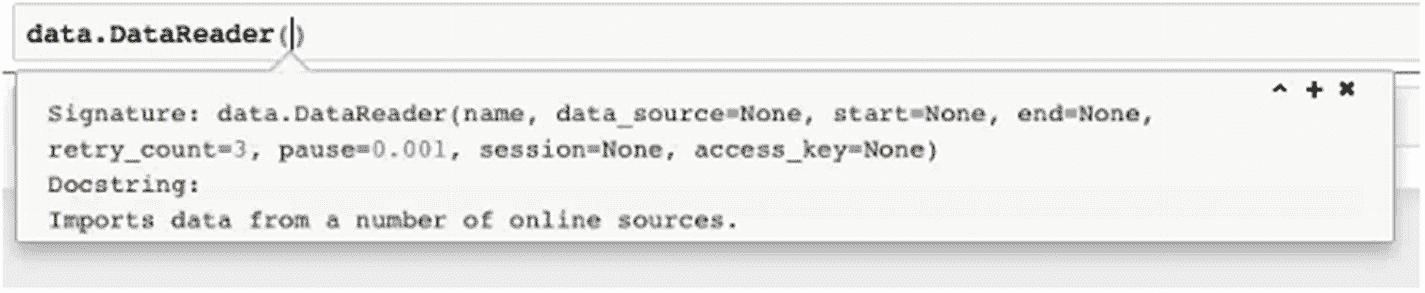 data.DataReader()
Signature: data.DataReader(name, data_source=None, start=None, end=None,
retry_count=3, pause=0.001, session=None, access_key=None)
Docstring:
Imports data from a number of online sources.